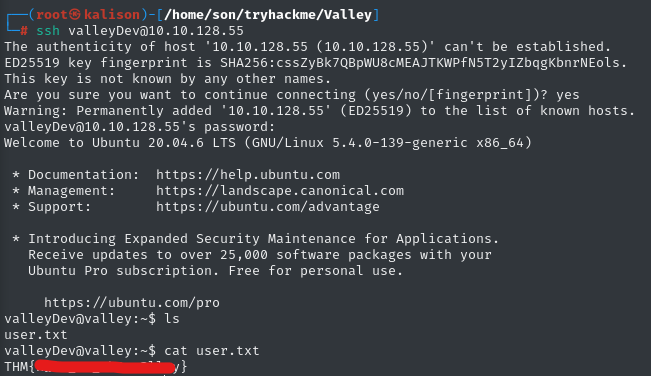 ┌──(root㉿kalison)-[/home/son/tryhackme/Valley]
└─# ssh valleyDev@10.10.128.55
The authenticity of host '10.10.128.55 (10.10.128.55)' can't be established.
ED25519 key fingerprint is SHA256:cssZyBk7QBpWU8cMEAJTKWPfN5T2yIZbqgKbnrNEols.
This key is not known by any other names.
Are you sure you want to continue connecting (yes/no/[fingerprint])? yes
Warning: Permanently added '10.10.128.55' (ED25519) to the list of known hosts.
valleyDev@10.10.128.55's password:
Welcome to Ubuntu 20.04.6 LTS (GNU/Linux 5.4.0-139-generic x86_64)
* Documentation:  https://help.ubuntu.com
* Management:     https://landscape.canonical.com
* Support:        https://ubuntu.com/advantage
* Introducing Expanded Security Maintenance for Applications.
Receive updates to over 25,000 software packages with your
Ubuntu Pro subscription. Free for personal use.
https://ubuntu.com/pro
valleyDev@valley:~$ ls
user.txt
valleyDev@valley:~$ cat user.txt
THM{